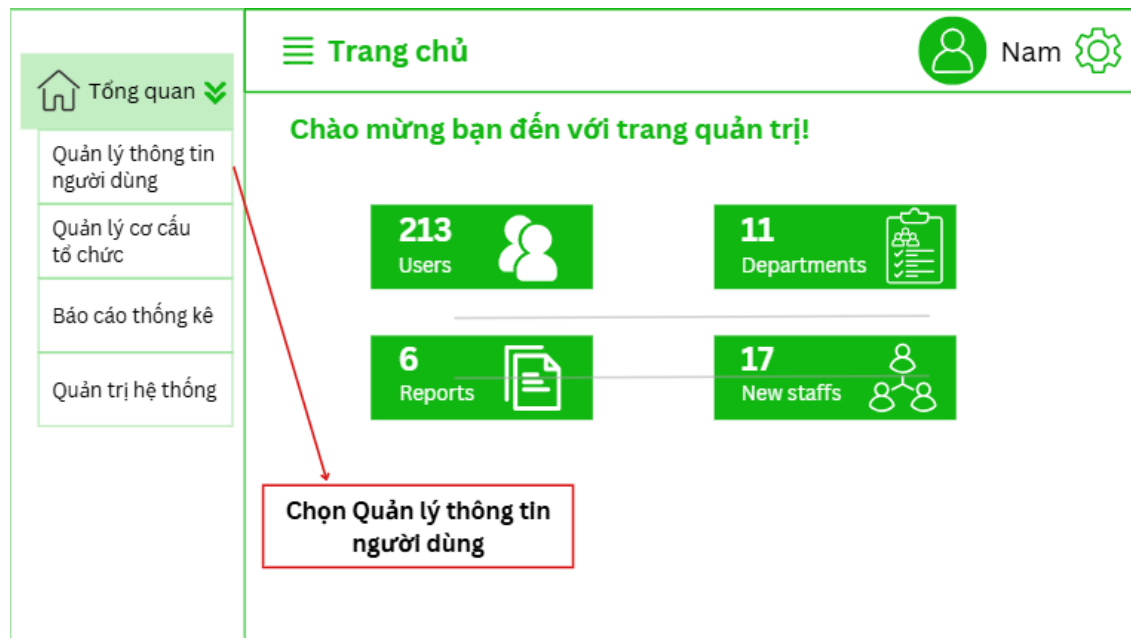 Trang chủ
Nam
Tổng quan
Chào mừng bạn đến với trang quản trị!
Quản lý thông tin
người dùng
Quản lý cơ cấu
tổ chức
Báo cáo thống kê
Quản trị hệ thống
213
Users
11
Departments
6
Reports
17
New staffs
Chọn Quản lý thông tin
người dùng